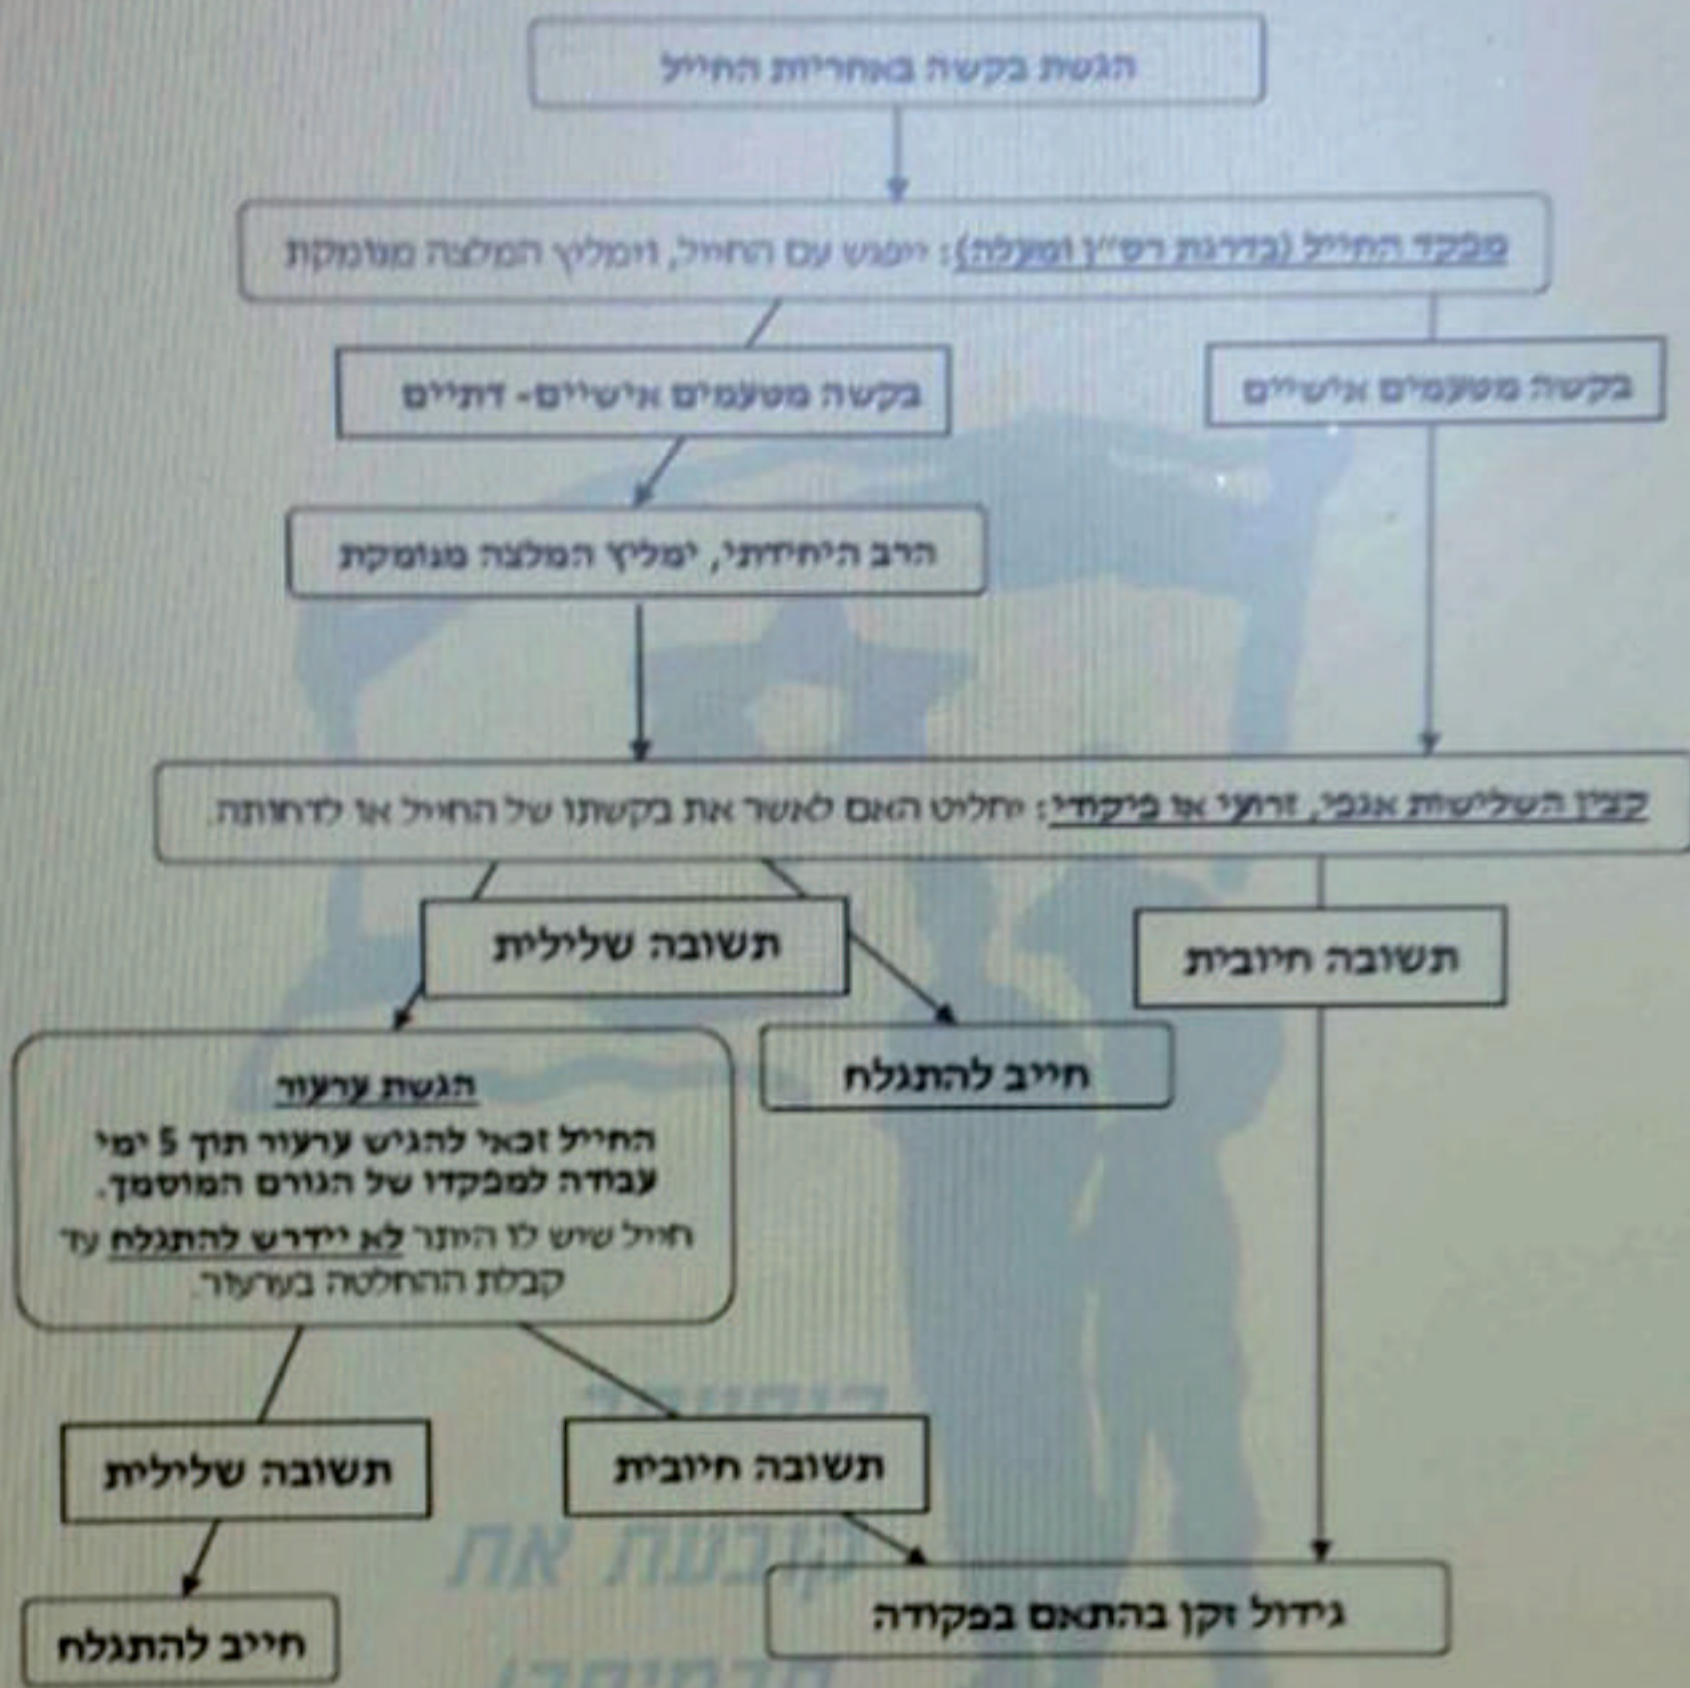 הגשת בקשה באחריות החייל
מפקד החייל (בדרגת רס"ן ומעלה): ייפגש עם החייל, וימליץ המלצה מנומקת
בקשה מטעמים אישיים
בקשה מטעמים אישיים- דתיים
הרב היחידתי, ימליץ המלצה מנומקת
קצין השלישות אגפי, זרועי או פיקודי: יחליט האם לאשר את בקשתו של החייל או לדחותה.
תשובה חיובית
תשובה שלילית
חייב להתגלח
הגשת ערעור
החייל זכאי להגיש ערעור תוך 5 ימי
עבודה למפקדו של הגורם המוסמך.
חייל שיש לו היתר לא יידרש להתגלח עד
קבלת ההחלטה בערעור.
תשובה חיובית
תשובה שלילית
קובעת את
גידול זקן בהתאם בפקודה
חייב להתגלח